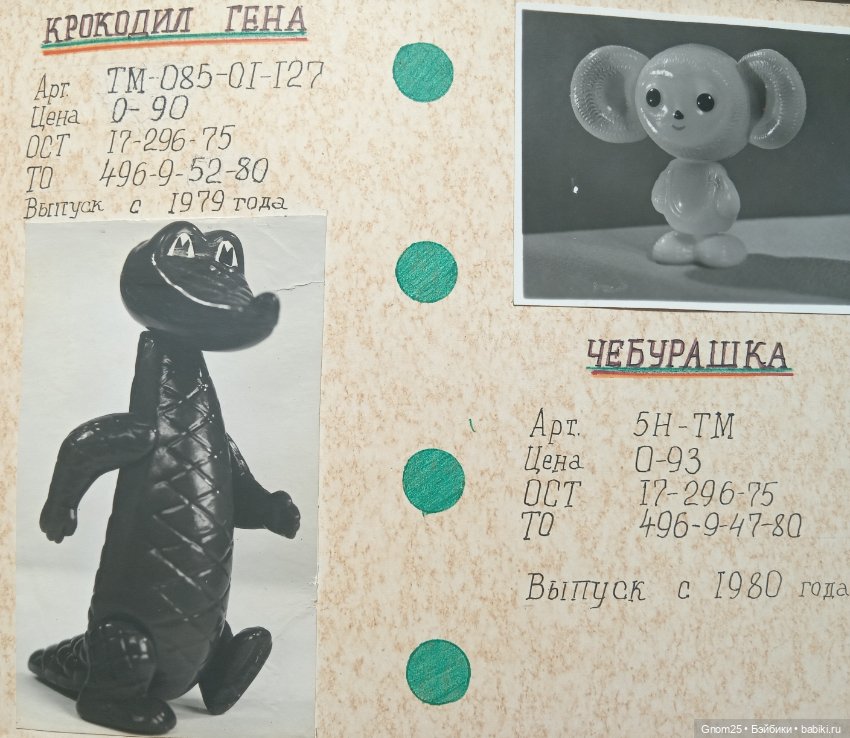 КРОКОДИЛ ГЕНА
Арт. ТМ-085-01-127
Цена 0-90
ОСТ 17-296-75
ТО 496-9-52-80
Выпуск с 1979 года
ЧЕБУРАШКА
Арт. 5Н-ТМ
Цена 0-93
ОСТ 17-296-75
ТО 496-9-47-80
Выпуск с 1980 года
Gnom25 • Бэйбики • babiki.ru